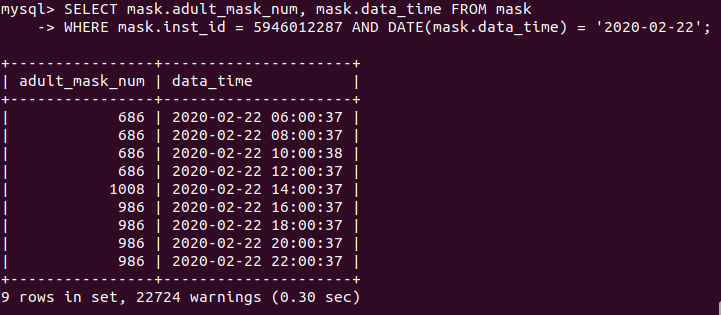 mysql> SELECT mask.adult_mask_num, mask.data_time FROM mask
    -> WHERE mask.inst_id = 5946012287 AND DATE(mask.data_time) = '2020-02-22';
+----------------+---------------------+
| adult_mask_num | data_time           |
+----------------+---------------------+
|            686 | 2020-02-22 06:00:37 |
|            686 | 2020-02-22 08:00:37 |
|            686 | 2020-02-22 10:00:38 |
|            686 | 2020-02-22 12:00:37 |
|           1008 | 2020-02-22 14:00:37 |
|            986 | 2020-02-22 16:00:37 |
|            986 | 2020-02-22 18:00:37 |
|            986 | 2020-02-22 20:00:37 |
|            986 | 2020-02-22 22:00:37 |
+----------------+---------------------+
9 rows in set, 22724 warnings (0.30 sec)